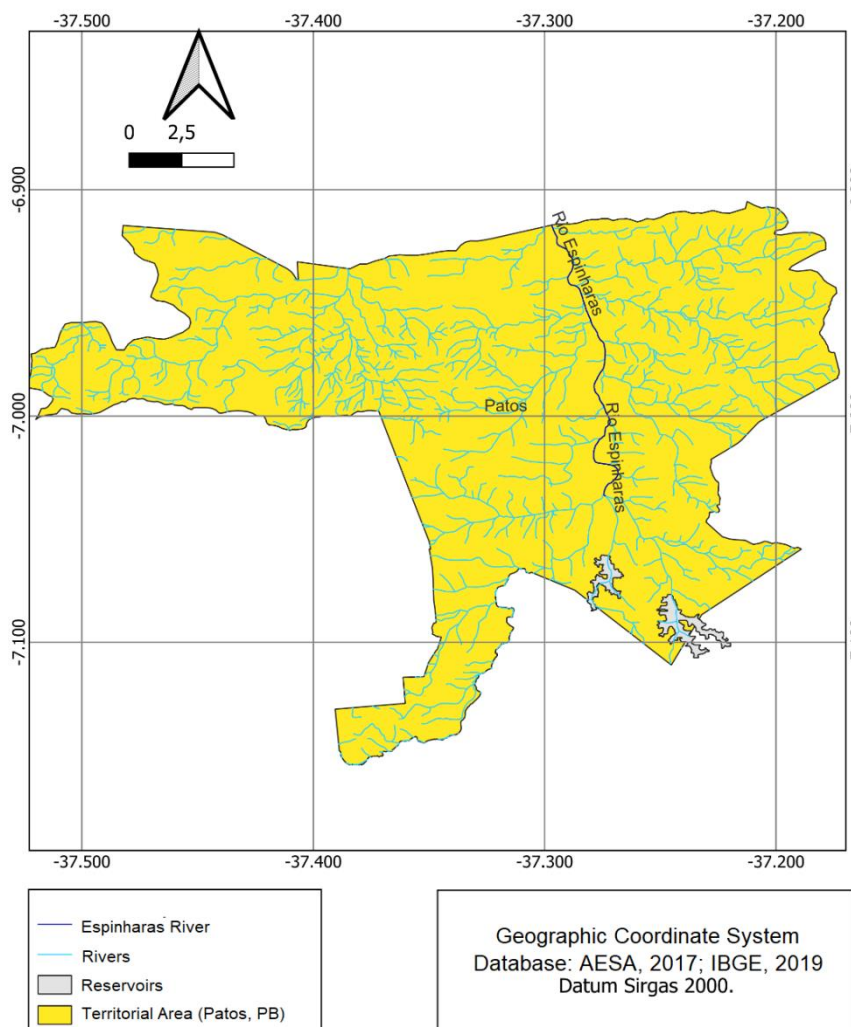 -37.500 -37.400 -37.300 -37.200
0 2,5
-6.900
Rio Espinharas
Patos
-7.000
Rio Espinharas
-7.100
-37.500 -37.400 -37.300 -37.200
Espinharas River
Rivers
Reservoirs
Territorial Area (Patos, PB)
Geographic Coordinate System
Database: AESA, 2017; IBGE, 2019
Datum Sirgas 2000.